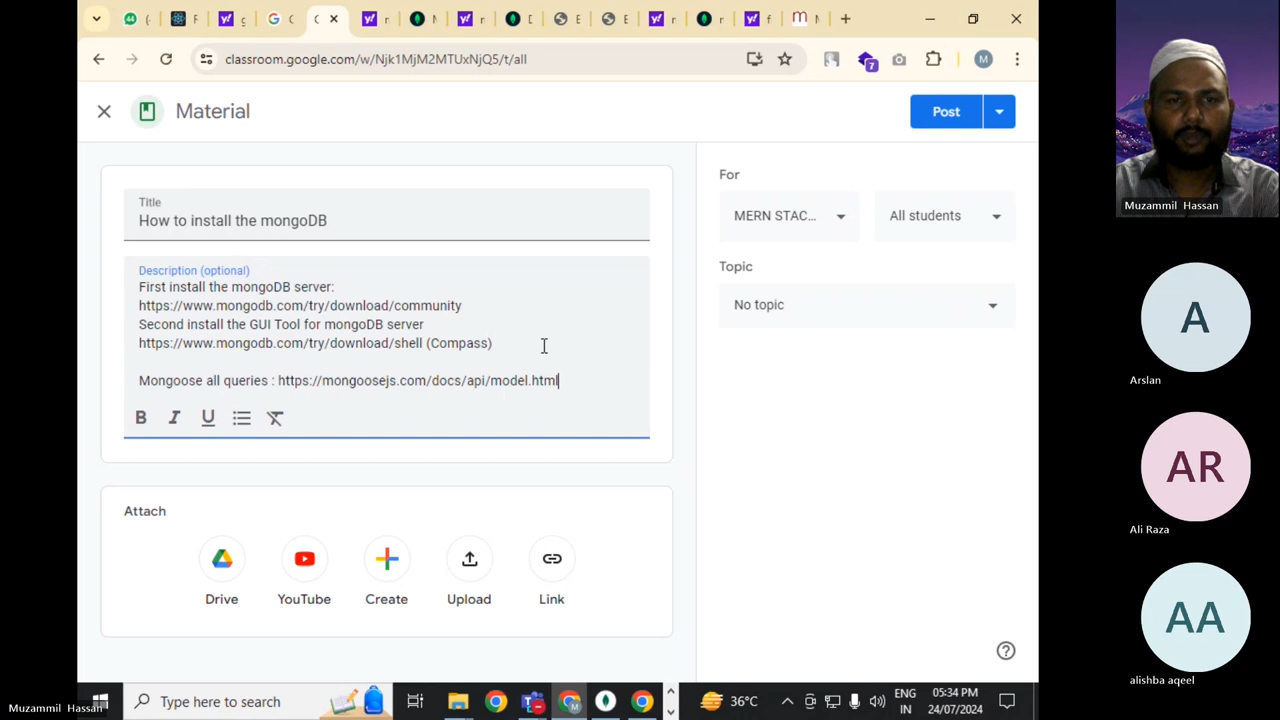 classroom.google.com/w/Njk1MjM2MTUxNjQ5/t/all
7
M
Material
Post
Title
How to install the mongoDB
Description (optional)
First install the mongoDB server:
https://www.mongodb.com/try/download/community
Second install the GUI Tool for mongoDB server
https://www.mongodb.com/try/download/shell (Compass)
Mongoose all queries : https://mongoosejs.com/docs/api/model.html
B I U
Attach
Drive
YouTube
Create
Upload
Link
For
MERN STAC...
All students
Topic
No topic
Type here to search
36°C
ENG
IN
05:34 PM
24/07/2024
Muzammil Hassan
Muzammil Hassan
A
Arslan
AR
Ali Raza
AA
alishba aqeel